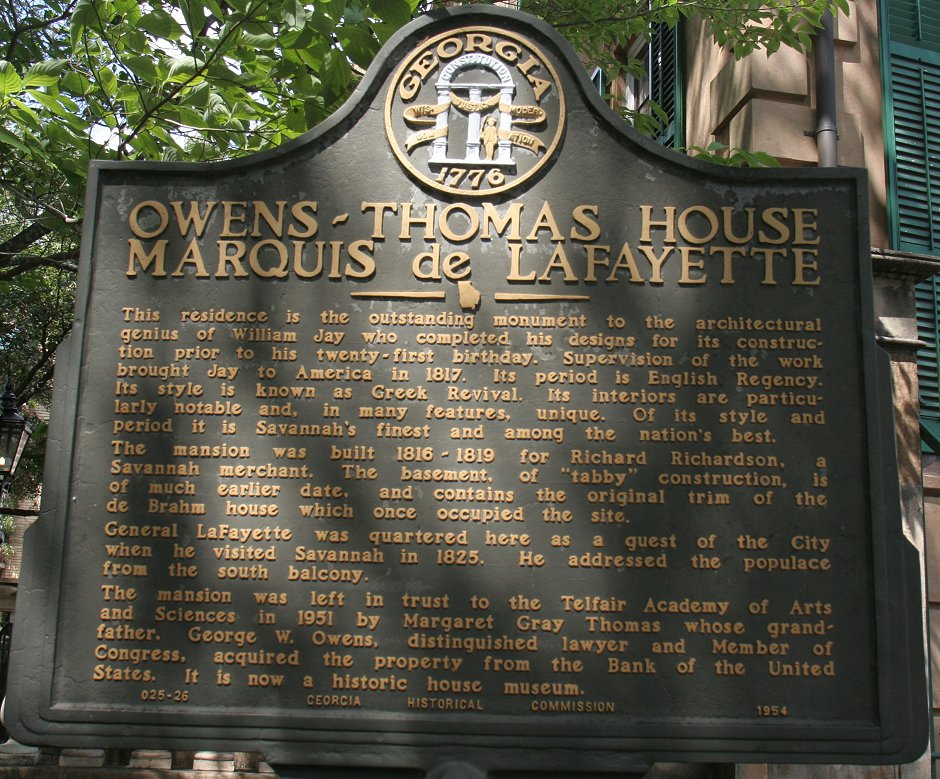 GEORGIA
CONSTITUTION
WISDOM
JUSTICE
MODERATION
1776
OWENS-THOMAS HOUSE
MARQUIS de LAFAYETTE
This residence is the outstanding monument to the architectural
genius of William Jay who completed his designs for its construc-
tion prior to his twenty-first birthday. Supervision of the work
brought Jay to America in 1817. Its period is English Regency.
Its style is known as Greek Revival. Its interiors are particu-
larly notable and, in many features, unique. Of its style and
period it is Savannah's finest and among the nation's best.
The mansion was built 1816-1819 for Richard Richardson, a
Savannah merchant. The basement, of "tabby" construction, is
of much earlier date, and contains the original trim of the
de Brahm house which once occupied the site.
General LaFayette was quartered here as a guest of the City
when he visited Savannah in 1825. He addressed the populace
from the south balcony.
The mansion was left in trust to the Telfair Academy of Arts
and Sciences in 1951 by Margaret Gray Thomas whose grand-
father, George W. Owens, distinguished lawyer and Member of
Congress, acquired the property from the Bank of the United
States. It is now a historic house museum.
025-26 GEORGIA HISTORICAL COMMISSION 1954